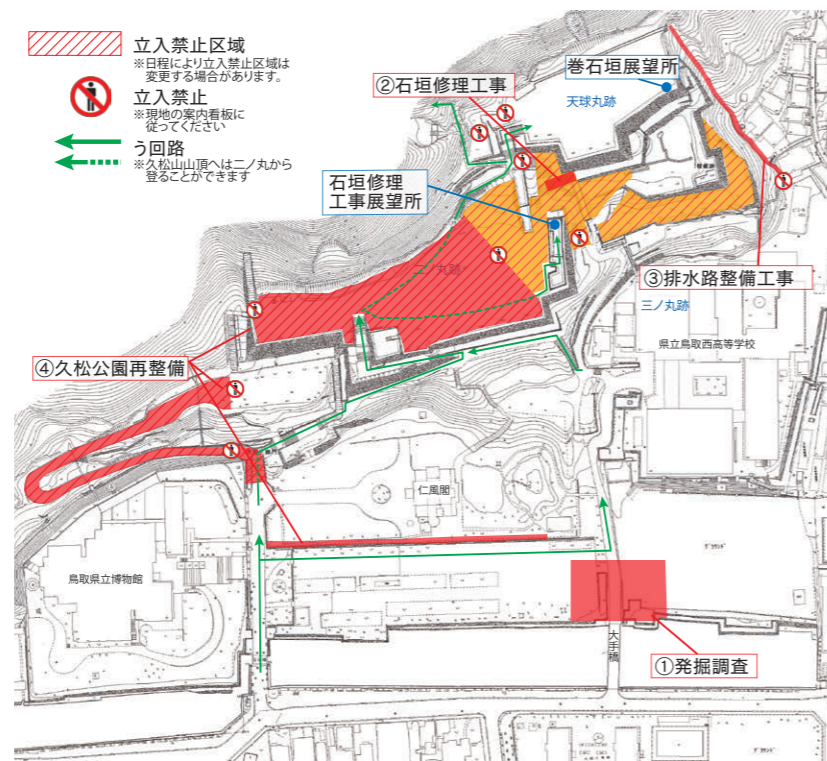 立入禁止区域
※日程により立入禁止区域は
変更する場合があります。
立入禁止
※現地の案内看板に
従ってください
う回路
※久松山山頂へは二ノ丸から
登ることができます
②石垣修理工事
巻石垣展望所
天球丸跡
石垣修理
工事展望所
丸跡
③排水路整備工事
三ノ丸跡
県立鳥取西高等学校
④久松公園再整備
仁風閣
鳥取県立博物館
グラウンド
大手橋
①発掘調査